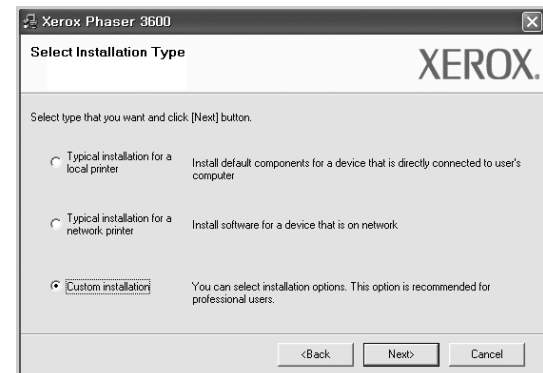 Xerox Phaser 3600
Select Installation Type
XEROX.
Select type that you want and click [Next] button.
Typical installation for a
local printer
Install default components for a device that is directly connected to user's
computer
Typical installation for a
network printer
Install software for a device that is on network
Custom installation
You can select installation options. This option is recommended for
professional users.
<Back
Next>
Cancel